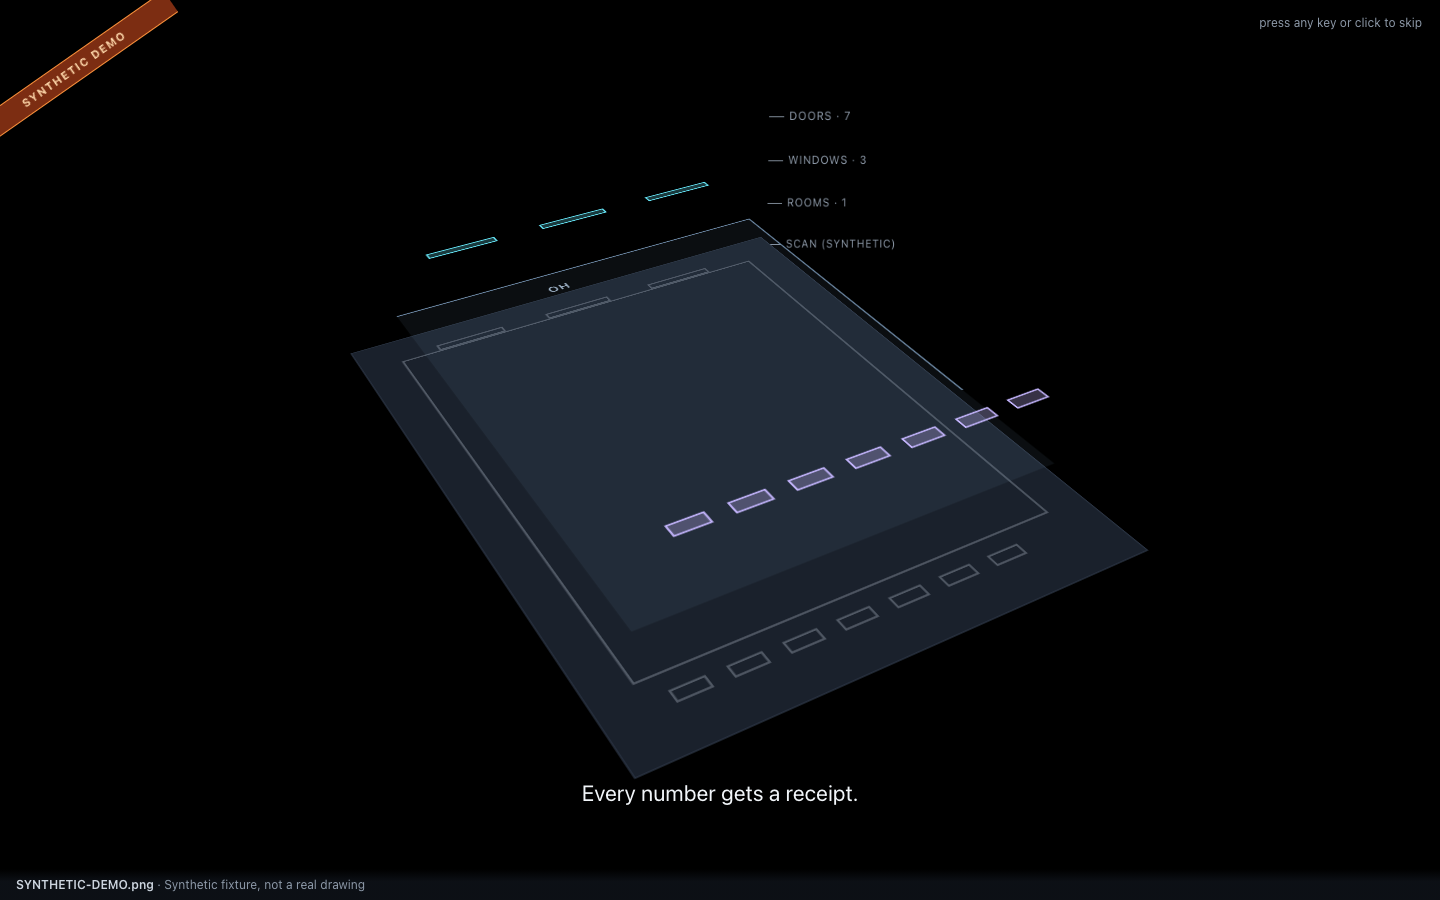 SYNTHETIC DEMO
press any key or click to skip
DOORS · 7
WINDOWS · 3
ROOMS · 1
SCAN (SYNTHETIC)
OH
Every number gets a receipt.
SYNTHETIC-DEMO.png · Synthetic fixture, not a real drawing